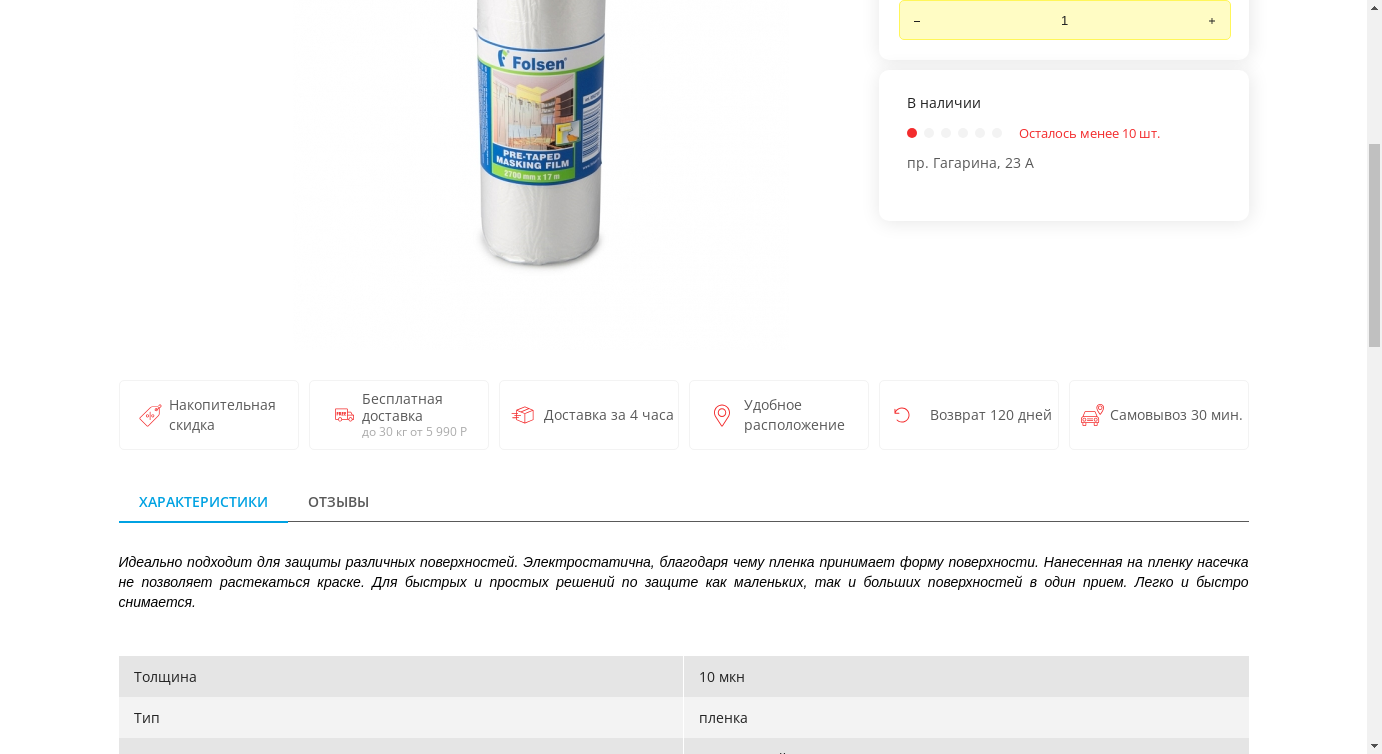 – 1 +
Folsen®
PRE-TAPED
MASKING FILM
2700 mm x 17 m
В наличии
Осталось менее 10 шт.
пр. Гагарина, 23 А
Накопительная
скидка
Бесплатная
доставка
до 30 кг от 5 990 Р
Доставка за 4 часа
Удобное
расположение
Возврат 120 дней
Самовывоз 30 мин.
ХАРАКТЕРИСТИКИ ОТЗЫВЫ
Идеально подходит для защиты различных поверхностей. Электростатична, благодаря чему пленка принимает форму поверхности. Нанесенная на пленку насечка
не позволяет растекаться краске. Для быстрых и простых решений по защите как маленьких, так и больших поверхностей в один прием. Легко и быстро
снимается.
Толщина 10 мкн
Тип пленка